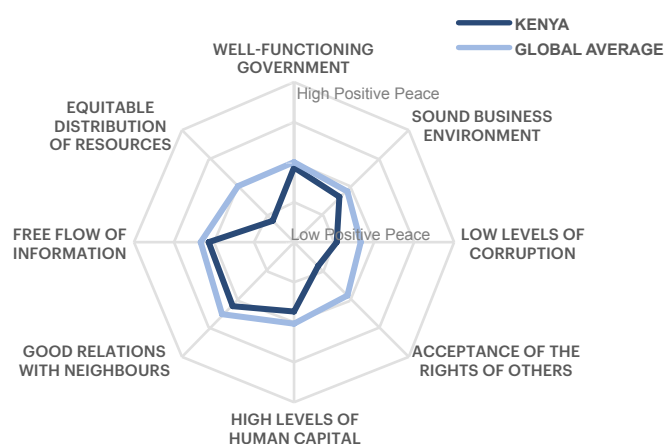 KENYA
GLOBAL AVERAGE
WELL-FUNCTIONING
GOVERNMENT
High Positive Peace
SOUND BUSINESS
ENVIRONMENT
EQUITABLE
DISTRIBUTION
OF RESOURCES
FREE FLOW OF
INFORMATION
Low Positive Peace
LOW LEVELS OF
CORRUPTION
GOOD RELATIONS
WITH NEIGHBOURS
ACCEPTANCE OF THE
RIGHTS OF OTHERS
HIGH LEVELS OF
HUMAN CAPITAL